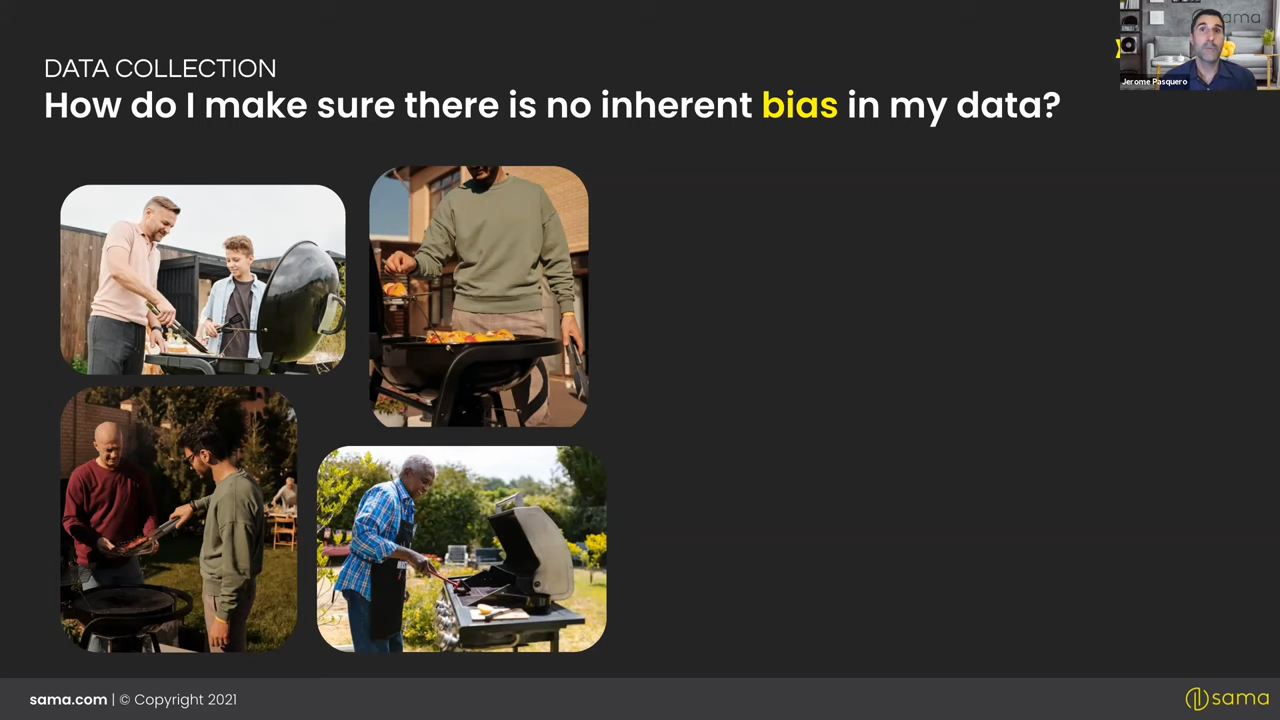 DATA COLLECTION
How do I make sure there is no inherent bias in my data?
Jerome Pasquero
sama.com | © Copyright 2021
sama